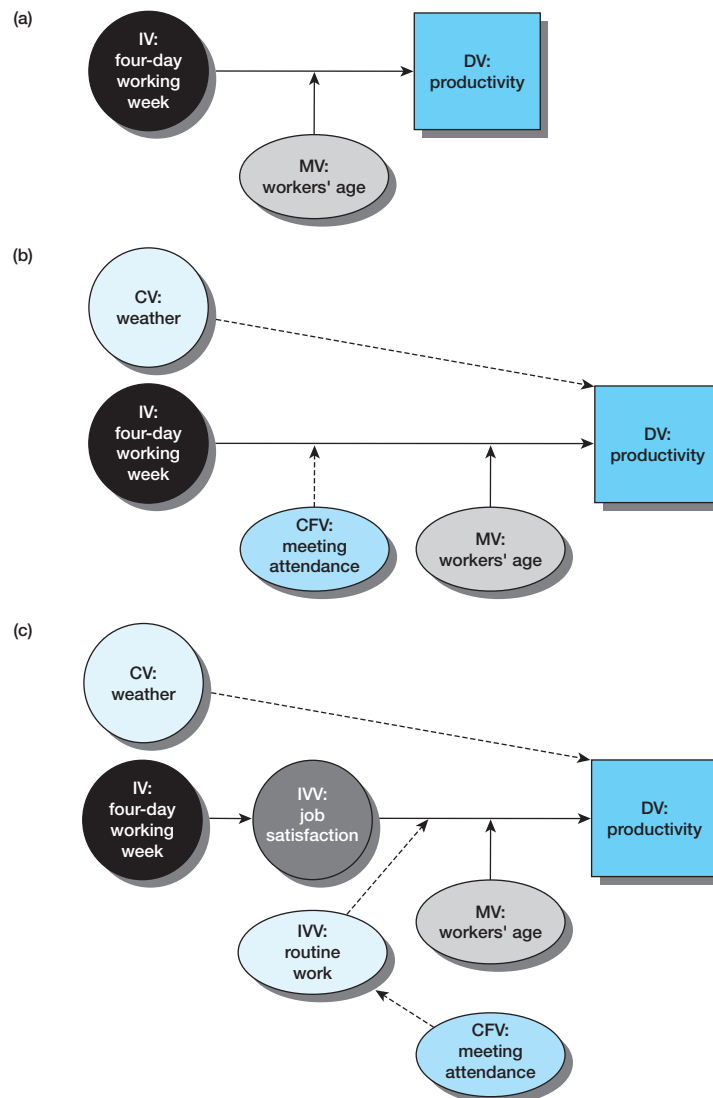 (a)
IV:
four-day
working
week
DV:
productivity
MV:
workers' age
(b)
CV:
weather
IV:
four-day
working
week
DV:
productivity
CFV:
meeting
attendance
MV:
workers' age
(c)
CV:
weather
IV:
four-day
working
week
IVV:
job
satisfaction
DV:
productivity
IVV:
routine
work
MV:
workers' age
CFV:
meeting
attendance